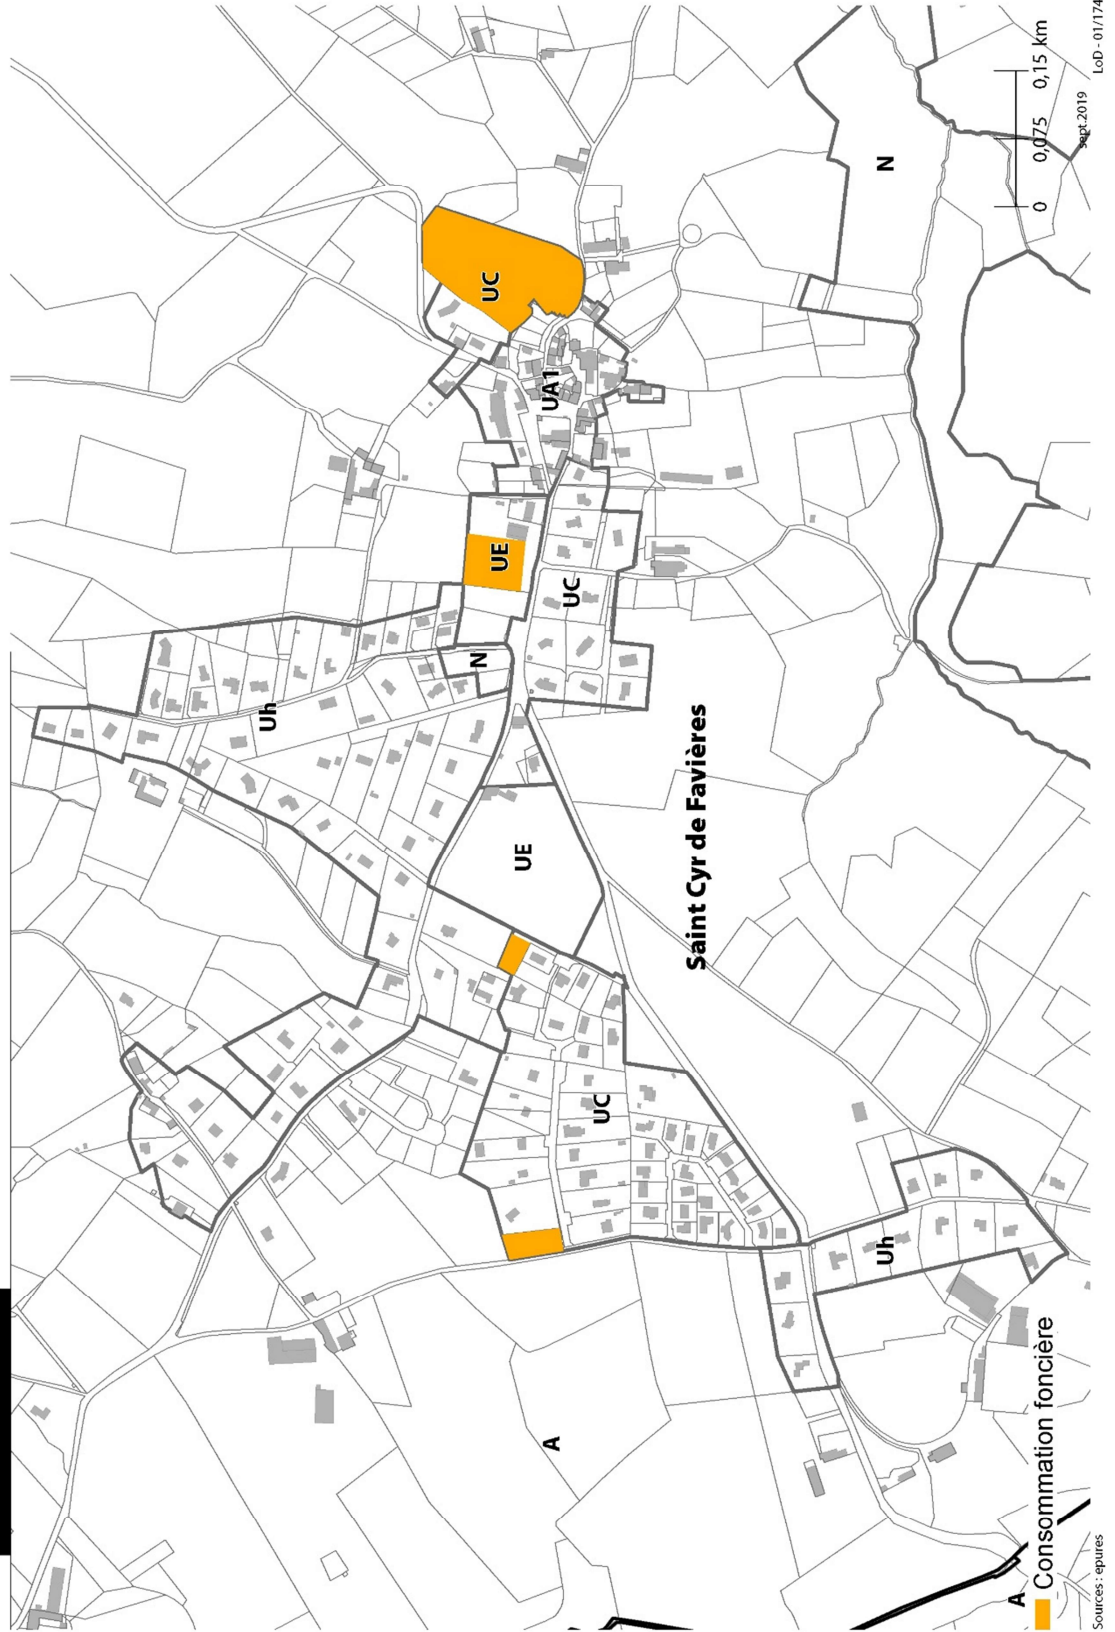 Uh
N
UE
UC
UA1
UC
UE
N
UC
A
Saint Cyr de Favières
Uh
A
Consommation foncière
0 0,075 0,15 km
sept.2019
Sources : epures
LoD - 01/174